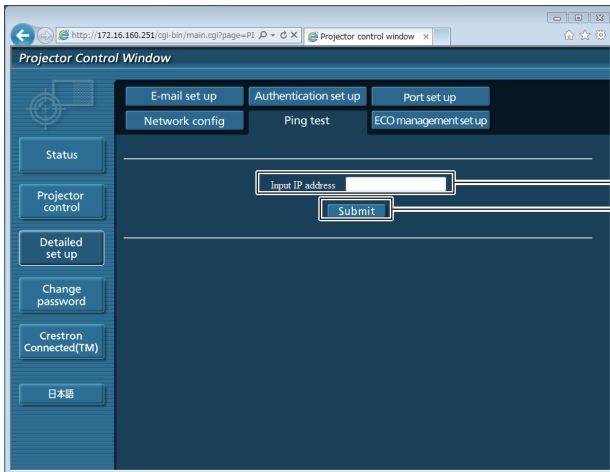 http://172.16.160.251/cgi-bin/main.cgi?page=PI
Projector control window
Projector Control Window
E-mail set up
Authentication set up
Port set up
Network config
Ping test
ECO management set up
Status
Input IP address
Submit
Projector
control
Detailed
set up
Change
password
Crestron
Connected(TM)
日本語